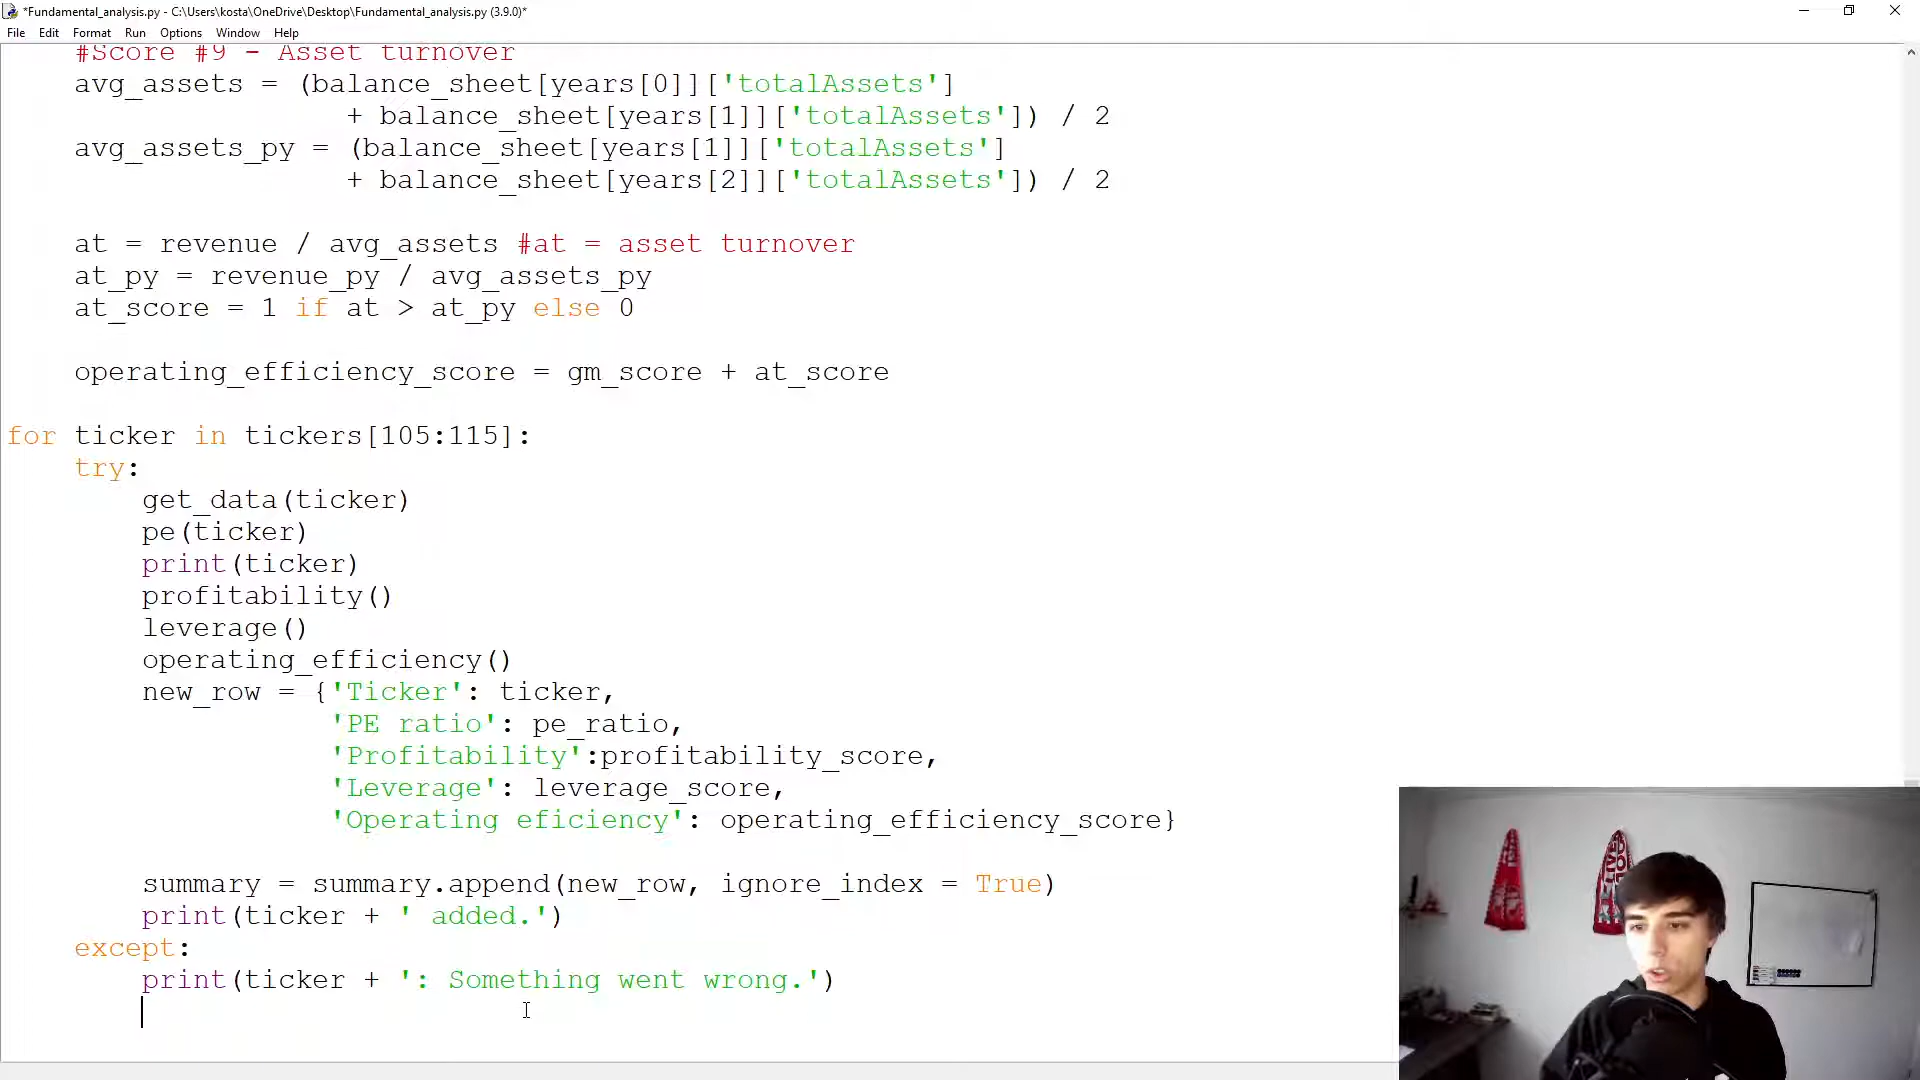 *Fundamental_analysis.py - C:\Users\kosta\OneDrive\Desktop\Fundamental_analysis.py (3.9.0)*
File Edit Format Run Options Window Help
#Score #9 - Asset turnover
avg_assets = (balance_sheet[years[0]]['totalAssets']
+ balance_sheet[years[1]]['totalAssets']) / 2
avg_assets_py = (balance_sheet[years[1]]['totalAssets']
+ balance_sheet[years[2]]['totalAssets']) / 2
at = revenue / avg_assets #at = asset turnover
at_py = revenue_py / avg_assets_py
at_score = 1 if at > at_py else 0
operating_efficiency_score = gm_score + at_score
for ticker in tickers[105:115]:
try:
get_data(ticker)
pe(ticker)
print(ticker)
profitability()
leverage()
operating_efficiency()
new_row = {'Ticker': ticker,
'PE ratio': pe_ratio,
'Profitability':profitability_score,
'Leverage': leverage_score,
'Operating eficiency': operating_efficiency_score}
summary = summary.append(new_row, ignore_index = True)
print(ticker + ' added.')
except:
print(ticker + ': Something went wrong.')